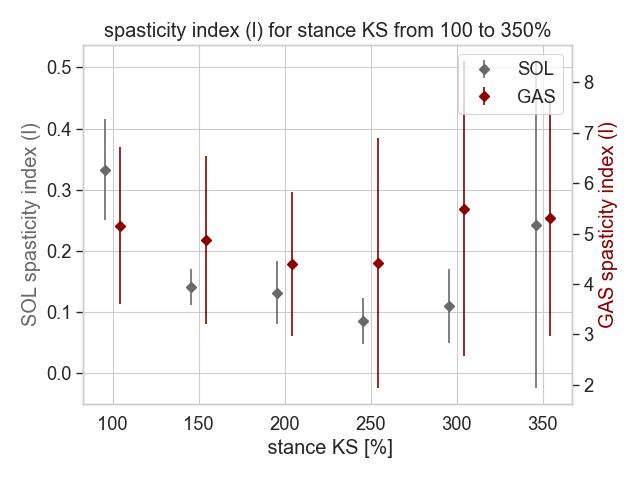 spasticity index (I) for stance KS from 100 to 350%
SOL
GAS
SOL spasticity index (I)
0.5
0.4
0.3
0.2
0.1
0.0
8
7
6
5
4
3
2
GAS spasticity index (I)
100 150 200 250 300 350
stance KS [%]